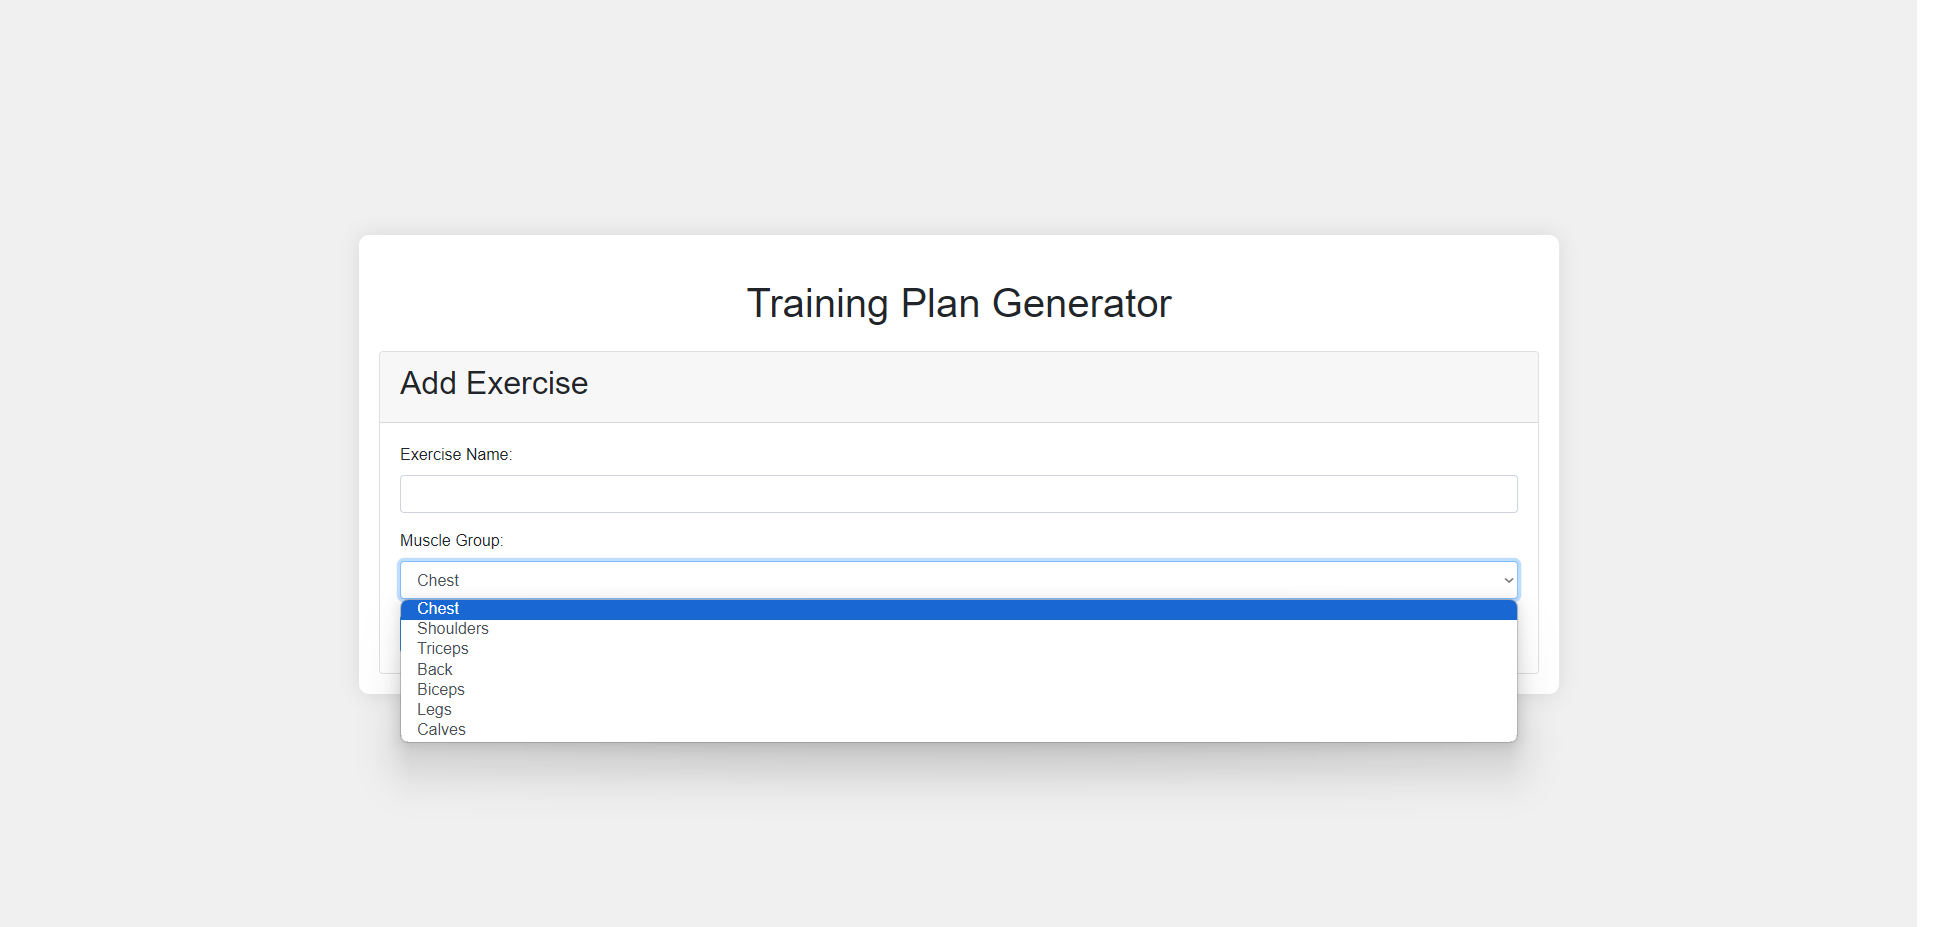 Training Plan Generator
Add Exercise
Exercise Name:
Muscle Group:
Chest
Chest
Shoulders
Triceps
Back
Biceps
Legs
Calves